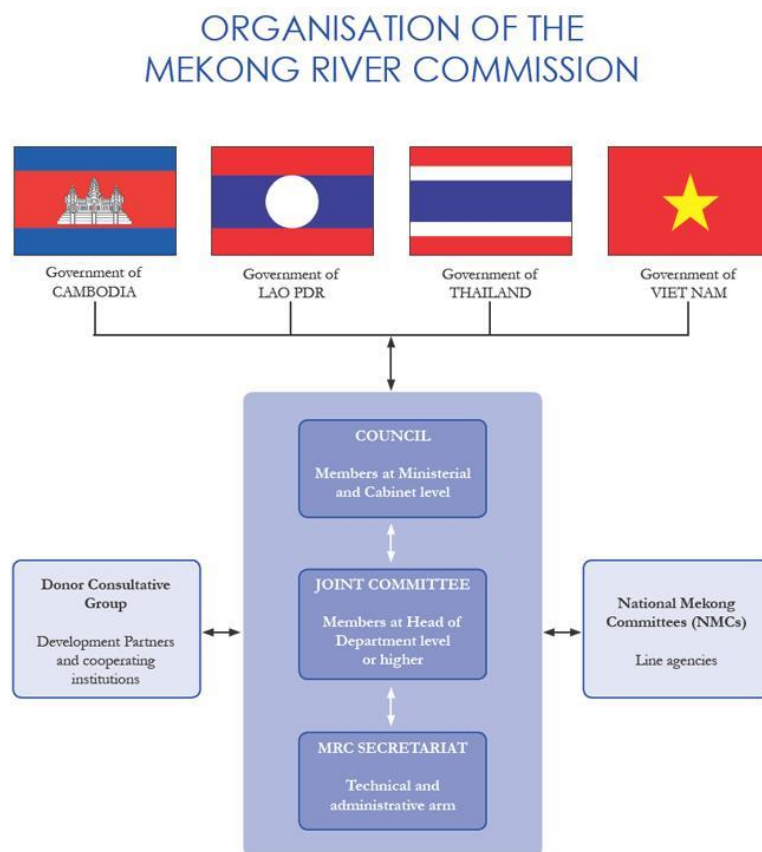 ORGANISATION OF THE
MEKONG RIVER COMMISSION
Government of
CAMBODIA
Government of
LAO PDR
Government of
THAILAND
Government of
VIET NAM
COUNCIL
Members at Ministerial
and Cabinet level
Donor Consultative
Group
Development Partners
and cooperating
institutions
JOINT COMMITTEE
Members at Head of
Department level
or higher
National Mekong
Committees (NMCs)
Line agencies
MRC SECRETARIAT
Technical and
administrative arm